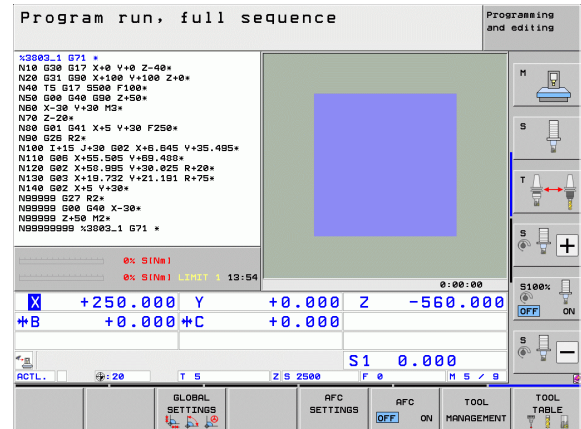 Program run, full sequence
Programming
and editing
%3803_1 G71 *
N10 G30 G17 X+0 Y+0 Z-40*
N20 G31 G90 X+100 Y+100 Z+0*
N40 T5 G17 S500 F100*
N50 G00 G40 G90 Z+50*
N60 X-30 Y+30 M3*
N70 Z-20*
N80 G01 G41 X+5 Y+30 F250*
N90 G26 R2*
N100 I+15 J+30 G02 X+6.645 Y+35.495*
N110 G06 X+55.505 Y+69.488*
N120 G02 X+58.995 Y+30.025 R+20*
N130 G03 X+19.732 Y+21.191 R+75*
N140 G02 X+5 Y+30*
N99999 G27 R2*
N99999 G00 G40 X-30*
N99999 Z+50 M2*
N99999999 %3803_1 G71 *
0% S[Nm]
0% S[Nm] LIMIT 1 13:54
0:00:00
X +250.000 Y +0.000 Z -560.000
+B +0.000 +C +0.000
S1 0.000
ACTL. : 20 T 5 Z S 2500 F 0 M 5 / 9
M
S
T
S
+
S100%
OFF ON
S
-
GLOBAL
SETTINGS
AFC
SETTINGS
AFC
OFF ON
TOOL
MANAGEMENT
TOOL
TABLE